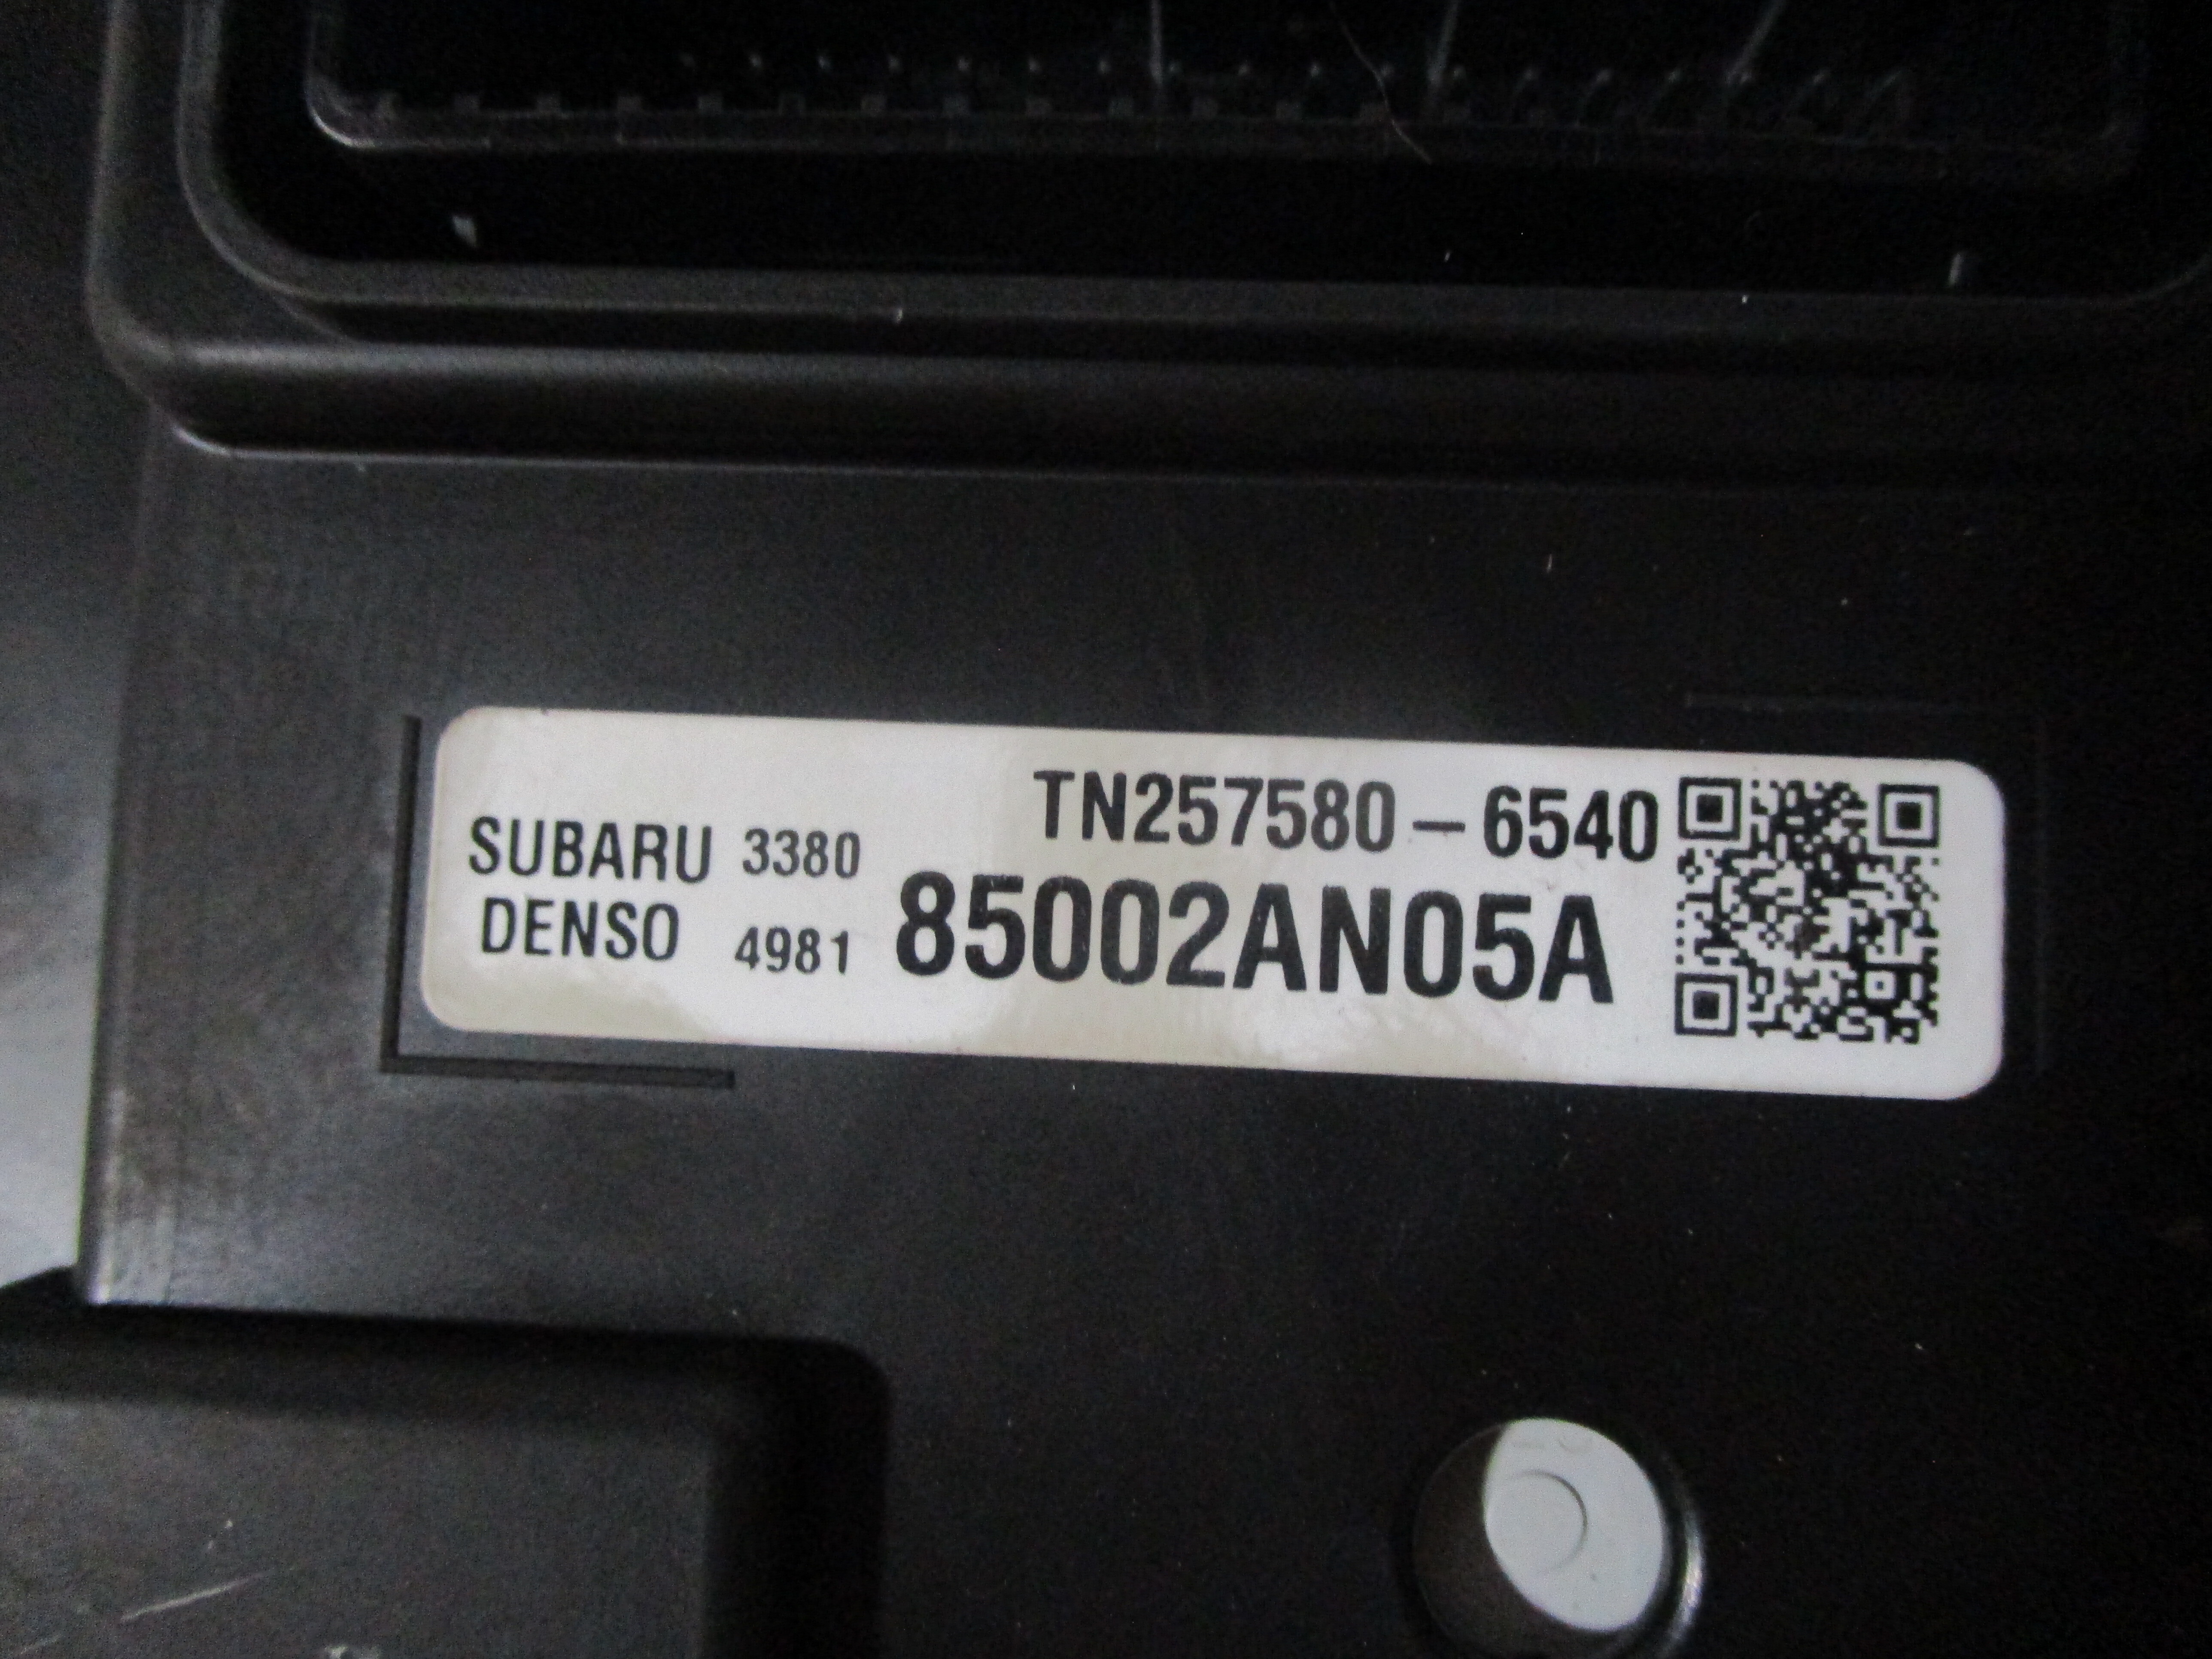 TN257580-6540
SUBARU 3380
DENSO 4981 85002AN05A